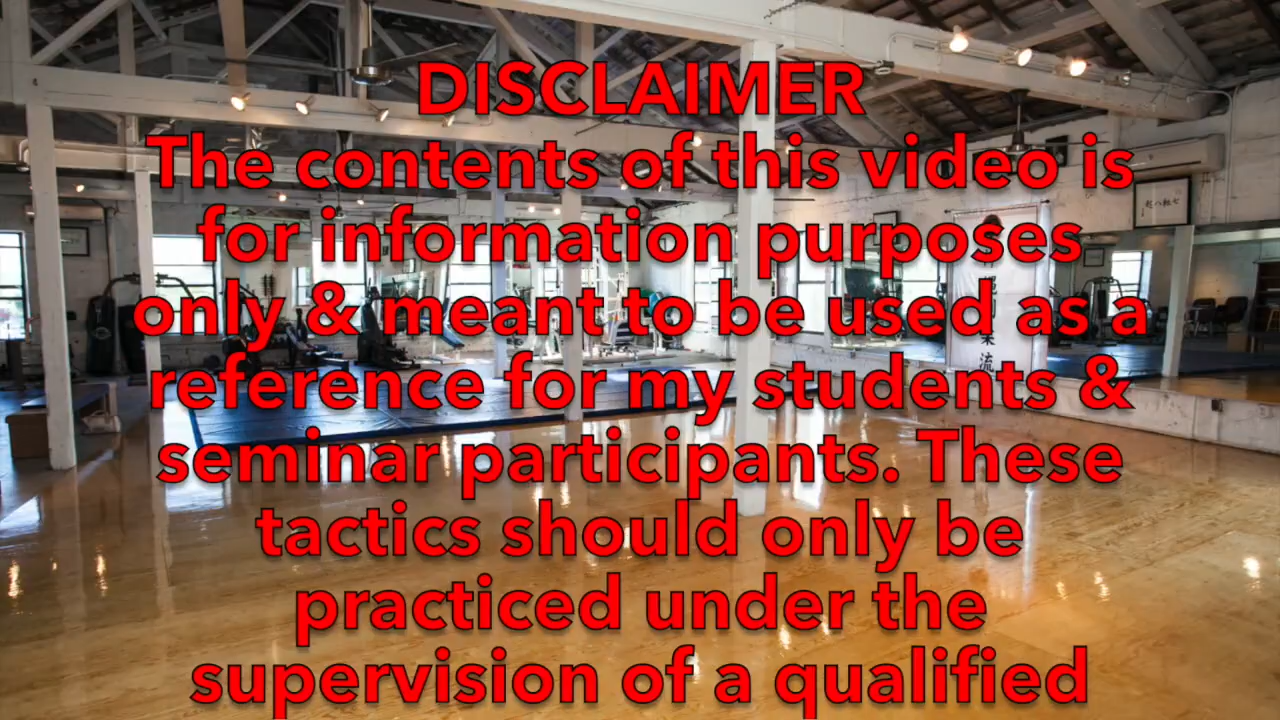 DISCLAIMER
The contents of this video is
for information purposes
only & meant to be used as a
reference for my students &
seminar participants. These
tactics should only be
practiced under the
supervision of a qualified
流